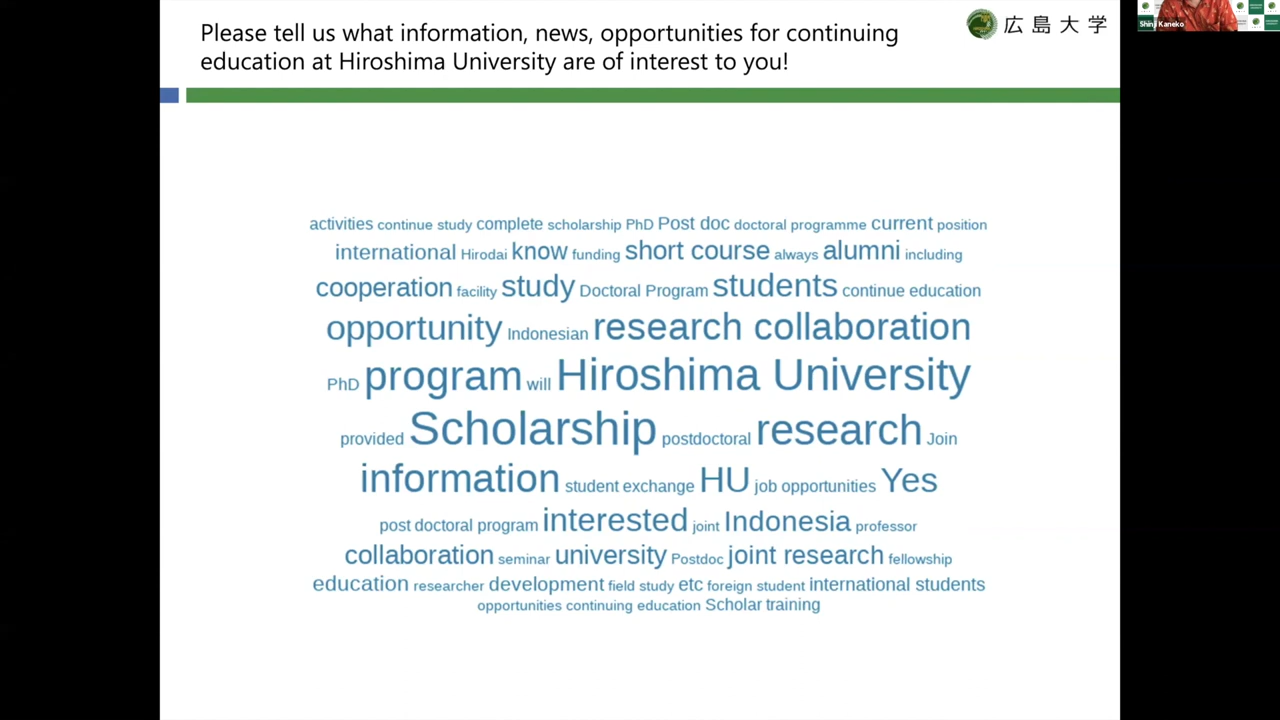 Please tell us what information, news, opportunities for continuing
education at Hiroshima University are of interest to you!
広島大学
Shinji Kaneko
activities continue study complete scholarship PhD Post doc doctoral programme current position
international Hirodai know funding short course always alumni including
cooperation facility study Doctoral Program students continue education
opportunity Indonesian research collaboration
PhD program will Hiroshima University
provided Scholarship postdoctoral research Join
information student exchange HU job opportunities Yes
post doctoral program interested joint Indonesia professor
collaboration seminar university Postdoc joint research fellowship
education researcher development field study etc foreign student international students
opportunities continuing education Scholar training